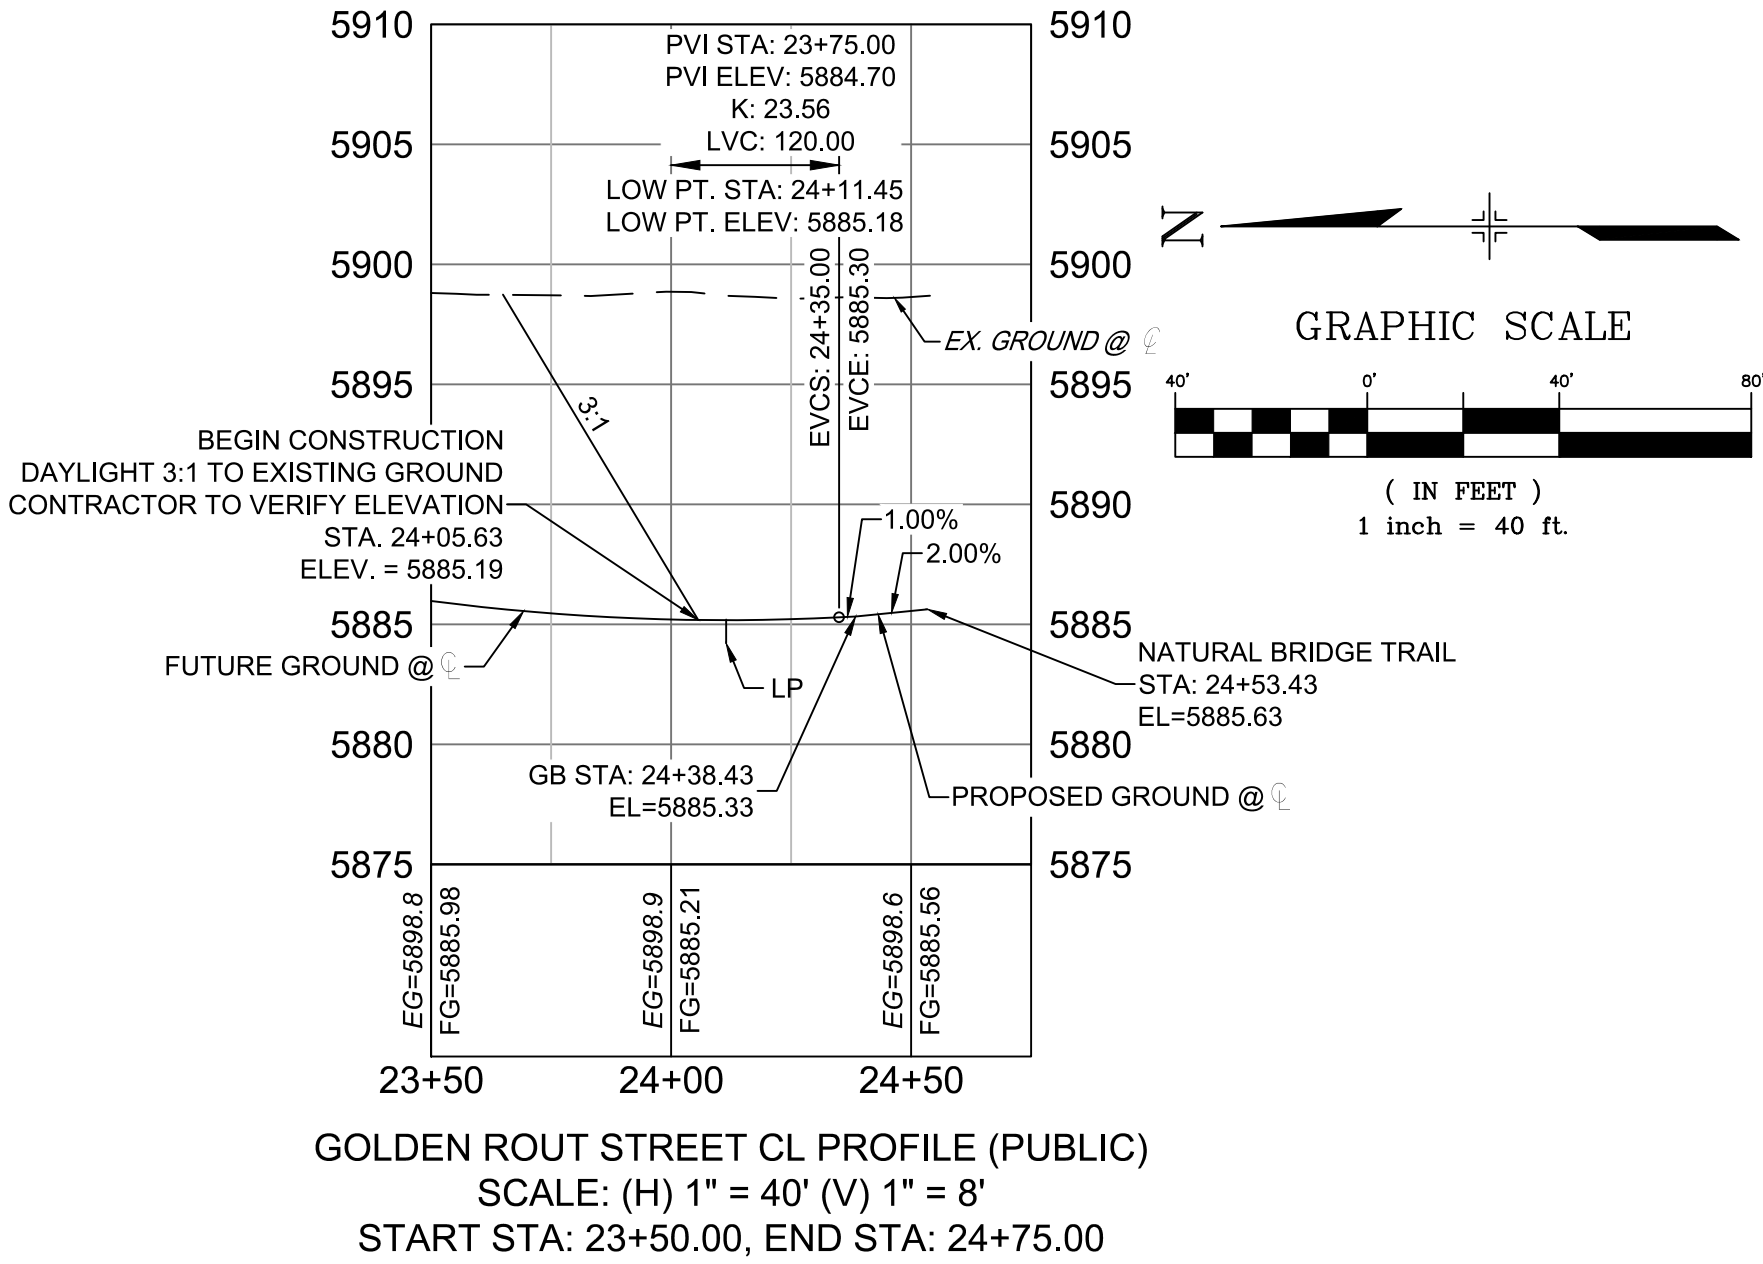 5910
5910
PVI STA: 23+75.00
PVI ELEV: 5884.70
K: 23.56
LVC: 120.00
5905
5905
LOW PT. STA: 24+11.45
LOW PT. ELEV: 5885.18
5900
5900
EVCS: 24+35.00
EVCE: 5885.30
EX. GROUND @ ℄
5895
5895
3:1
BEGIN CONSTRUCTION
DAYLIGHT 3:1 TO EXISTING GROUND
CONTRACTOR TO VERIFY ELEVATION
STA. 24+05.63
ELEV. = 5885.19
5890
5890
1.00%
2.00%
5885
5885
FUTURE GROUND @ ℄
LP
NATURAL BRIDGE TRAIL
STA: 24+53.43
EL=5885.63
5880
5880
GB STA: 24+38.43
EL=5885.33
PROPOSED GROUND @ ℄
5875
5875
EG=5898.8
FG=5885.98
EG=5898.9
FG=5885.21
EG=5898.6
FG=5885.56
23+50
24+00
24+50
GOLDEN ROUT STREET CL PROFILE (PUBLIC)
SCALE: (H) 1" = 40' (V) 1" = 8'
START STA: 23+50.00, END STA: 24+75.00
N
GRAPHIC SCALE
40' 0' 40' 80'
( IN FEET )
1 inch = 40 ft.